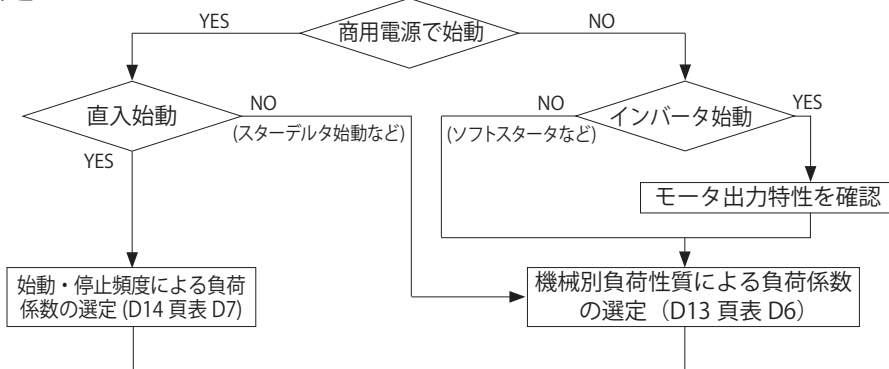 商用電源で始動
YES
NO
直入始動
NO
(スターデルタ始動など)
YES
インバータ始動
NO
(ソフトスタータなど)
YES
モータ出力特性を確認
始動・停止頻度による負荷
係数の選定 (D14 頁表 D7)
機械別負荷性質による負荷係数
の選定（D13 頁表 D6）